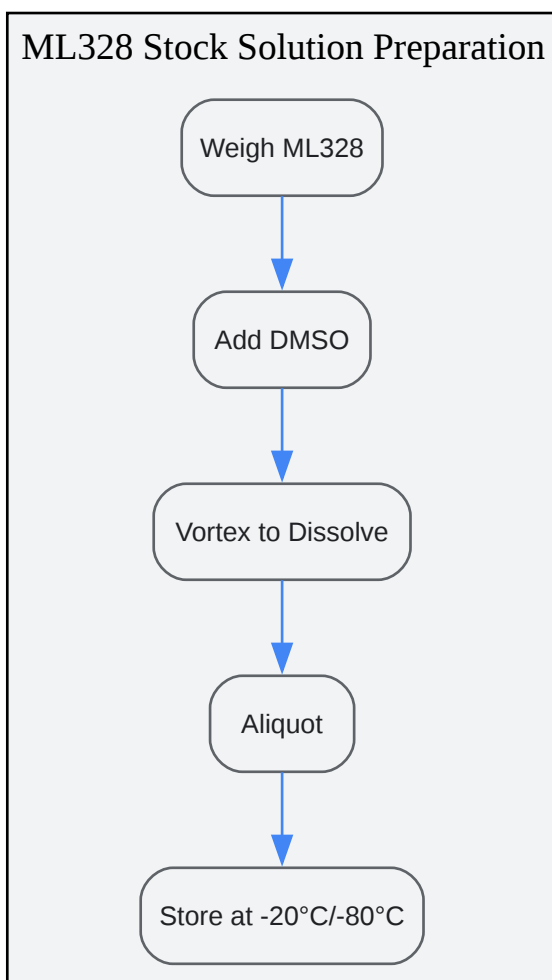 ML328 Stock Solution Preparation
Weigh ML328
Add DMSO
Vortex to Dissolve
Aliquot
Store at -20°C/-80°C